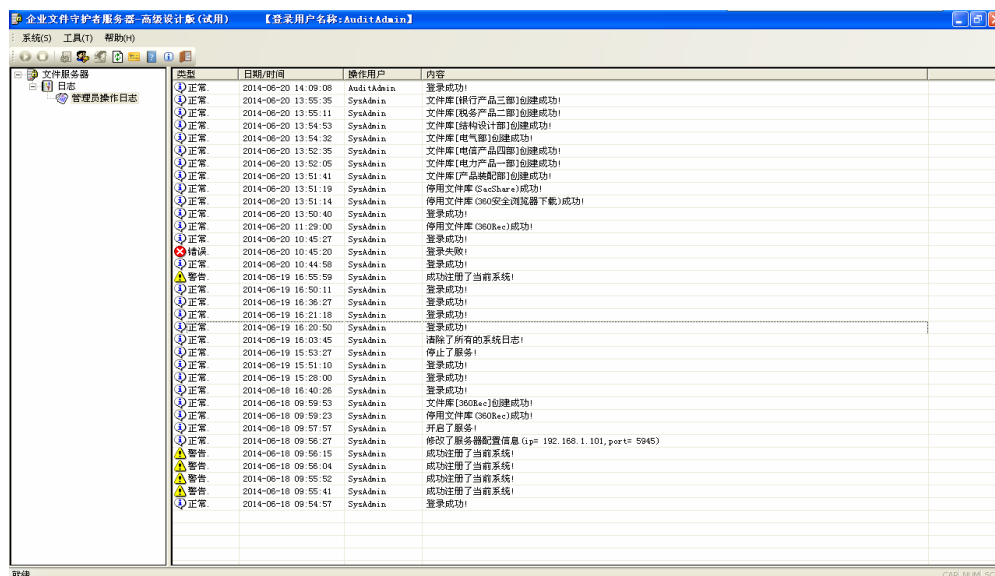 企业文件守护者服务器-高级设计版(试用) 【登录用户名称:AuditAdmin】
系统(S) 工具(T) 帮助(H)
文件服务器
日志
管理员操作日志
类型 日期/时间 操作用户 内容
正常. 2014-06-20 14:09:08 AuditAdmin 登录成功!
正常. 2014-06-20 13:55:35 SysAdmin 文件库[银行产品三部]创建成功!
正常. 2014-06-20 13:55:11 SysAdmin 文件库[税务产品二部]创建成功!
正常. 2014-06-20 13:54:53 SysAdmin 文件库[结构设计部]创建成功!
正常. 2014-06-20 13:54:32 SysAdmin 文件库[电气部]创建成功!
正常. 2014-06-20 13:52:35 SysAdmin 文件库[电信产品四部]创建成功!
正常. 2014-06-20 13:52:05 SysAdmin 文件库[电力产品一部]创建成功!
正常. 2014-06-20 13:51:41 SysAdmin 文件库[产品装配部]创建成功!
正常. 2014-06-20 13:51:19 SysAdmin 停用文件库(SacShare)成功!
正常. 2014-06-20 13:51:14 SysAdmin 停用文件库(360安全浏览器下载)成功!
正常. 2014-06-20 13:50:40 SysAdmin 登录成功!
正常. 2014-06-20 11:29:00 SysAdmin 停用文件库(360Rec)成功!
正常. 2014-06-20 10:45:27 SysAdmin 登录成功!
错误. 2014-06-20 10:45:20 SysAdmin 登录失败!
正常. 2014-06-20 10:44:58 SysAdmin 登录成功!
警告. 2014-06-19 16:55:59 SysAdmin 成功注册了当前系统!
正常. 2014-06-19 16:50:11 SysAdmin 登录成功!
正常. 2014-06-19 16:36:27 SysAdmin 登录成功!
正常. 2014-06-19 16:21:18 SysAdmin 登录成功!
正常. 2014-06-19 16:20:50 SysAdmin 登录成功!
正常. 2014-06-19 16:03:45 SysAdmin 清除了所有的系统日志!
正常. 2014-06-19 15:53:27 SysAdmin 停止了服务!
正常. 2014-06-19 15:51:10 SysAdmin 登录成功!
正常. 2014-06-19 15:28:00 SysAdmin 登录成功!
正常. 2014-06-18 16:40:26 SysAdmin 登录成功!
正常. 2014-06-18 09:59:53 SysAdmin 文件库[360Rec]创建成功!
正常. 2014-06-18 09:59:23 SysAdmin 停用文件库(360Rec)成功!
正常. 2014-06-18 09:57:57 SysAdmin 开启了服务!
正常. 2014-06-18 09:56:27 SysAdmin 修改了服务器配置信息(ip= 192.168.1.101,port= 5945)
警告. 2014-06-18 09:56:15 SysAdmin 成功注册了当前系统!
警告. 2014-06-18 09:56:04 SysAdmin 成功注册了当前系统!
警告. 2014-06-18 09:55:52 SysAdmin 成功注册了当前系统!
警告. 2014-06-18 09:55:41 SysAdmin 成功注册了当前系统!
正常. 2014-06-18 09:54:57 SysAdmin 登录成功!
就绪 CAP NUM SC